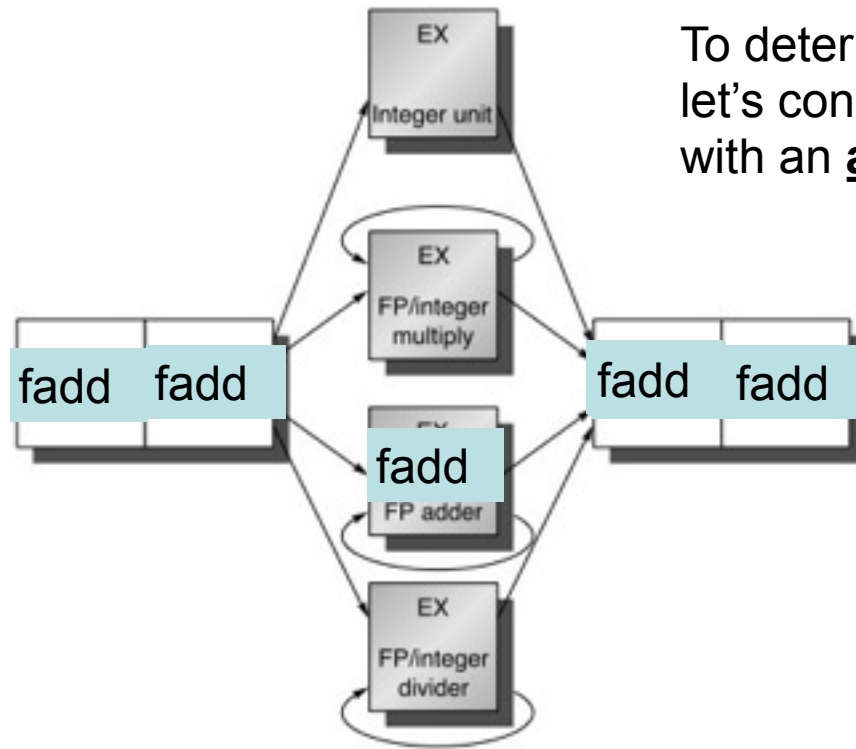 To deter
let's con
with an a
EX
Integer unit
EX
FP/integer
multiply
fadd fadd fadd fadd
fadd
FP adder
EX
FP/integer
divider